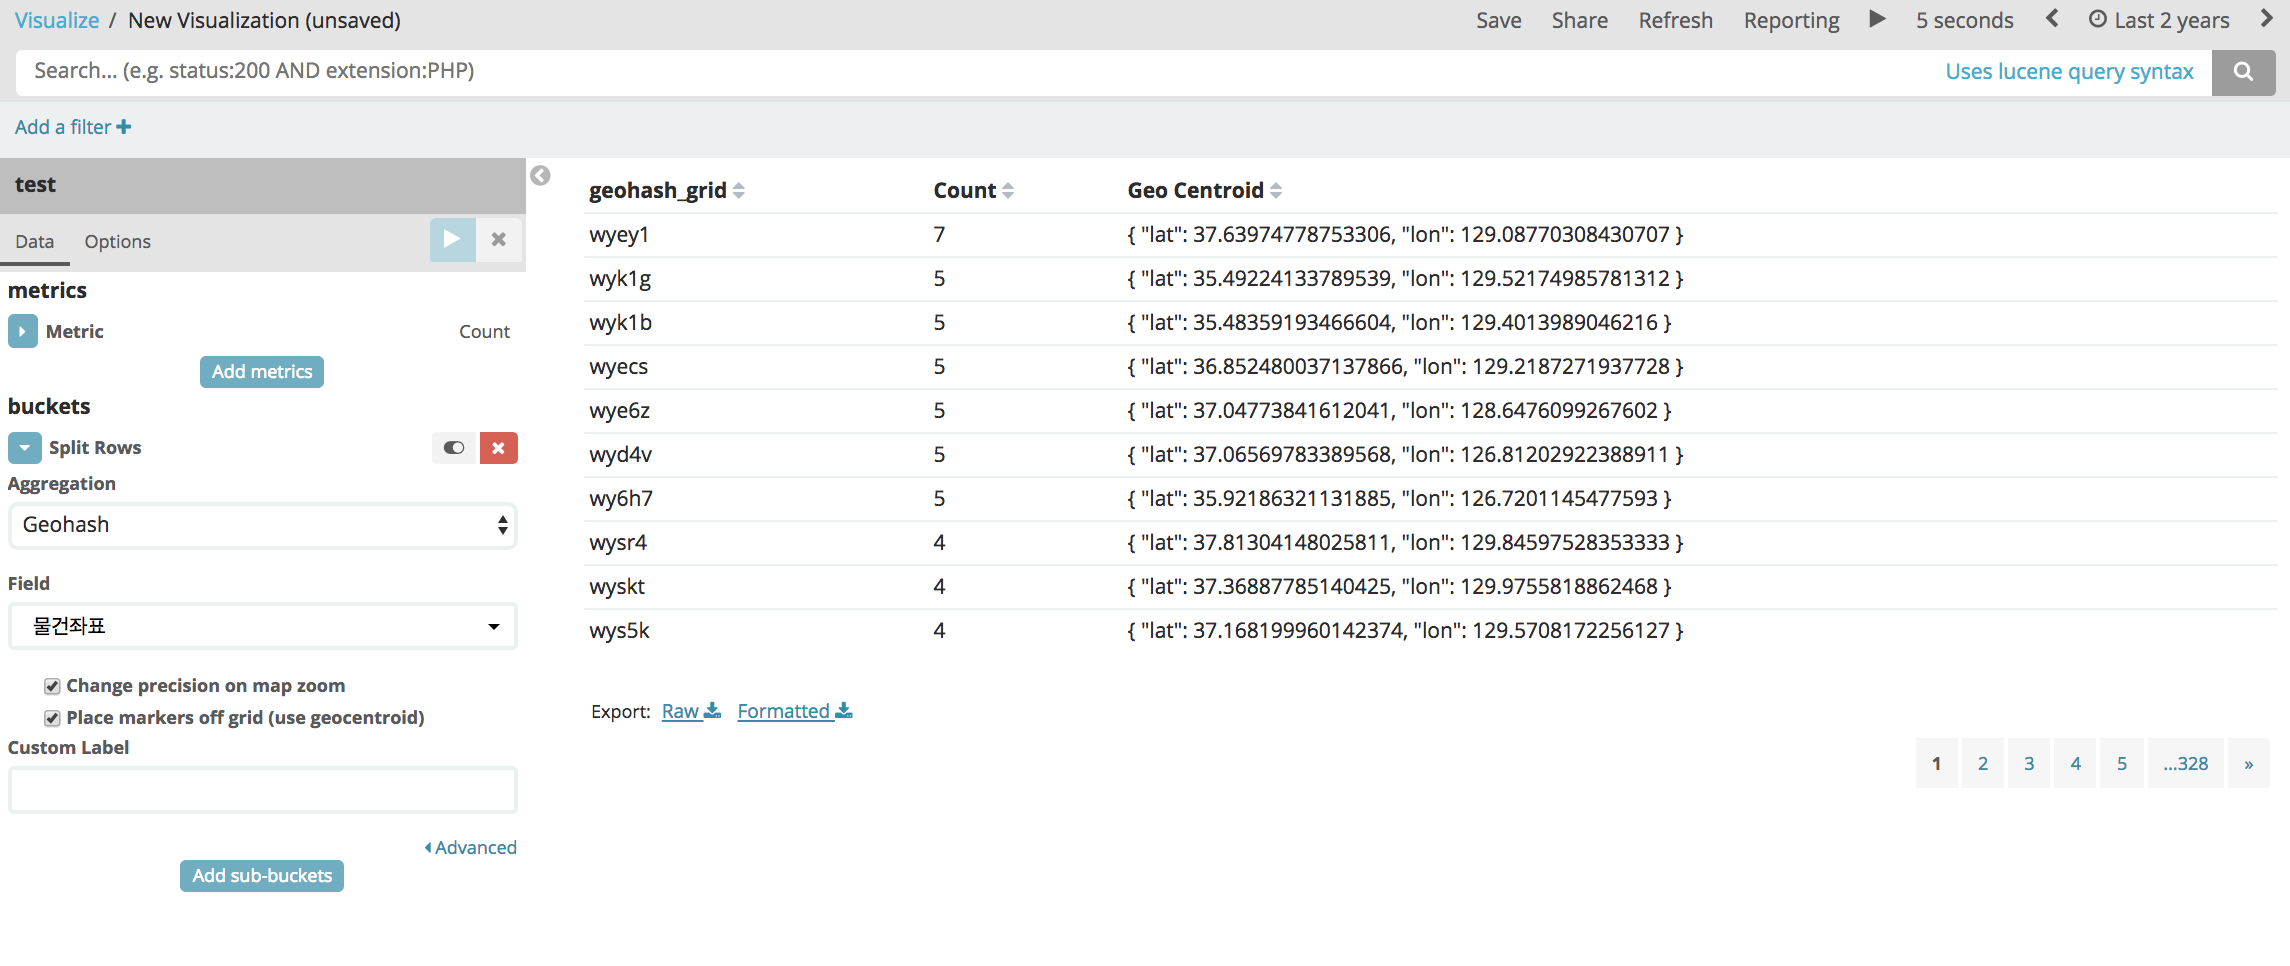 Visualize / New Visualization (unsaved) Save Share Refresh Reporting 5 seconds Last 2 years
Search... (e.g. status:200 AND extension:PHP) Uses lucene query syntax
Add a filter
test
Data Options
metrics
Metric Count
Add metrics
buckets
Split Rows
Aggregation
Geohash
Field
물건좌표
Change precision on map zoom
Place markers off grid (use geocentroid)
Custom Label
Advanced
Add sub-buckets
geohash_grid Count Geo Centroid
wyey1 7 { "lat": 37.63974778753306, "lon": 129.08770308430707 }
wyk1g 5 { "lat": 35.49224133789539, "lon": 129.52174985781312 }
wyk1b 5 { "lat": 35.48359193466604, "lon": 129.4013989046216 }
wyecs 5 { "lat": 36.852480037137866, "lon": 129.2187271937728 }
wye6z 5 { "lat": 37.04773841612041, "lon": 128.6476099267602 }
wyd4v 5 { "lat": 37.06569783389568, "lon": 126.81202922388911 }
wy6h7 5 { "lat": 35.92186321131885, "lon": 126.7201145477593 }
wysr4 4 { "lat": 37.81304148025811, "lon": 129.84597528353333 }
wyskt 4 { "lat": 37.36887785140425, "lon": 129.9755818862468 }
wys5k 4 { "lat": 37.168199960142374, "lon": 129.5708172256127 }
Export: Raw Formatted
1 2 3 4 5 ...328 »